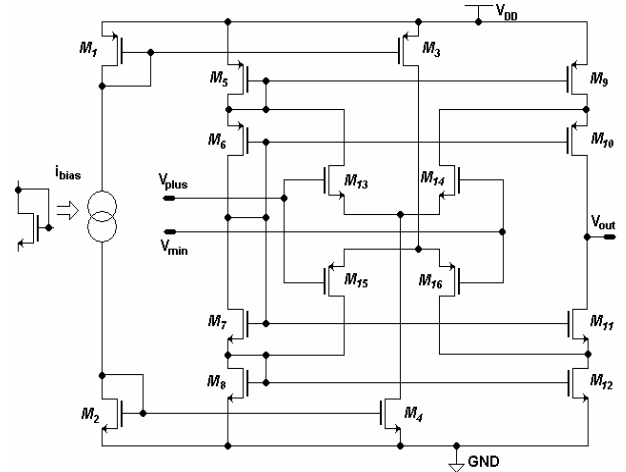 V_DD
M_1
M_3
M_5
M_9
M_6
M_10
i_bias
V_plus
M_13
M_14
V_min
V_out
M_15
M_16
M_7
M_11
M_8
M_12
M_2
M_4
GND